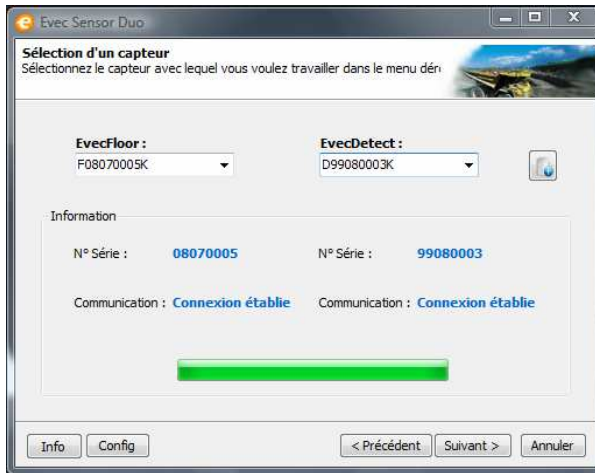 Evec Sensor Duo
Sélection d'un capteur
Sélectionnez le capteur avec lequel vous voulez travailler dans le menu dér
EvecFloor : EvecDetect :
F08070005K D99080003K
Information
N° Série : 08070005 N° Série : 99080003
Communication : Connexion établie Communication : Connexion établie
Info Config < Précédent Suivant > Annuler